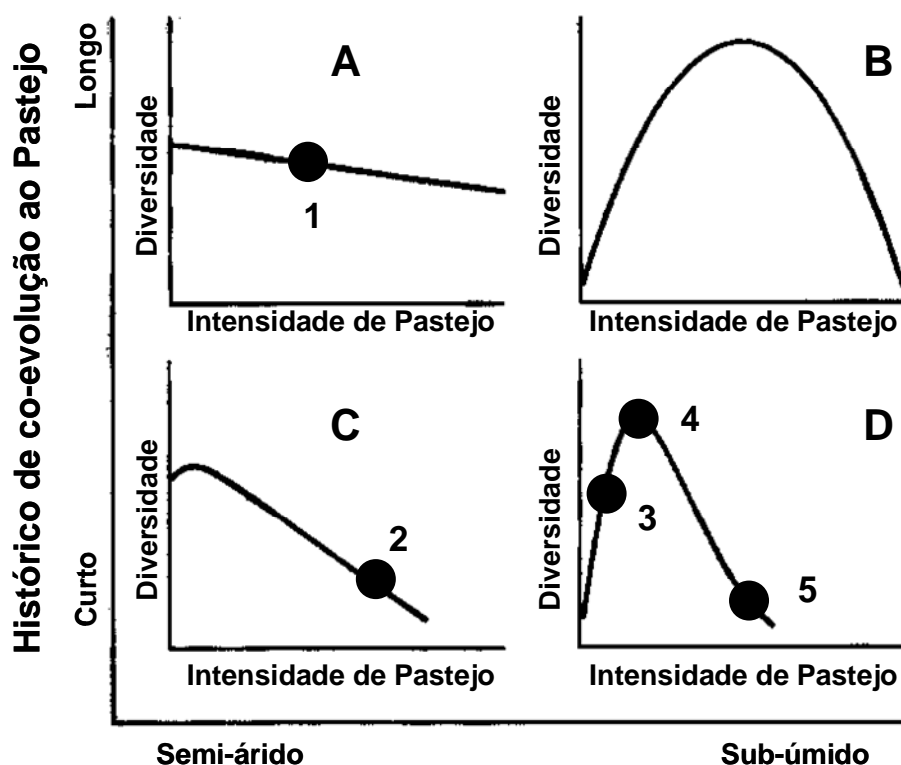 Histórico de co-evolução ao Pastejo
Longo
Curto
A
Diversidade
1
Intensidade de Pastejo
B
Diversidade
Intensidade de Pastejo
C
Diversidade
2
Intensidade de Pastejo
D
Diversidade
4
3
5
Intensidade de Pastejo
Semi-árido
Sub-úmido